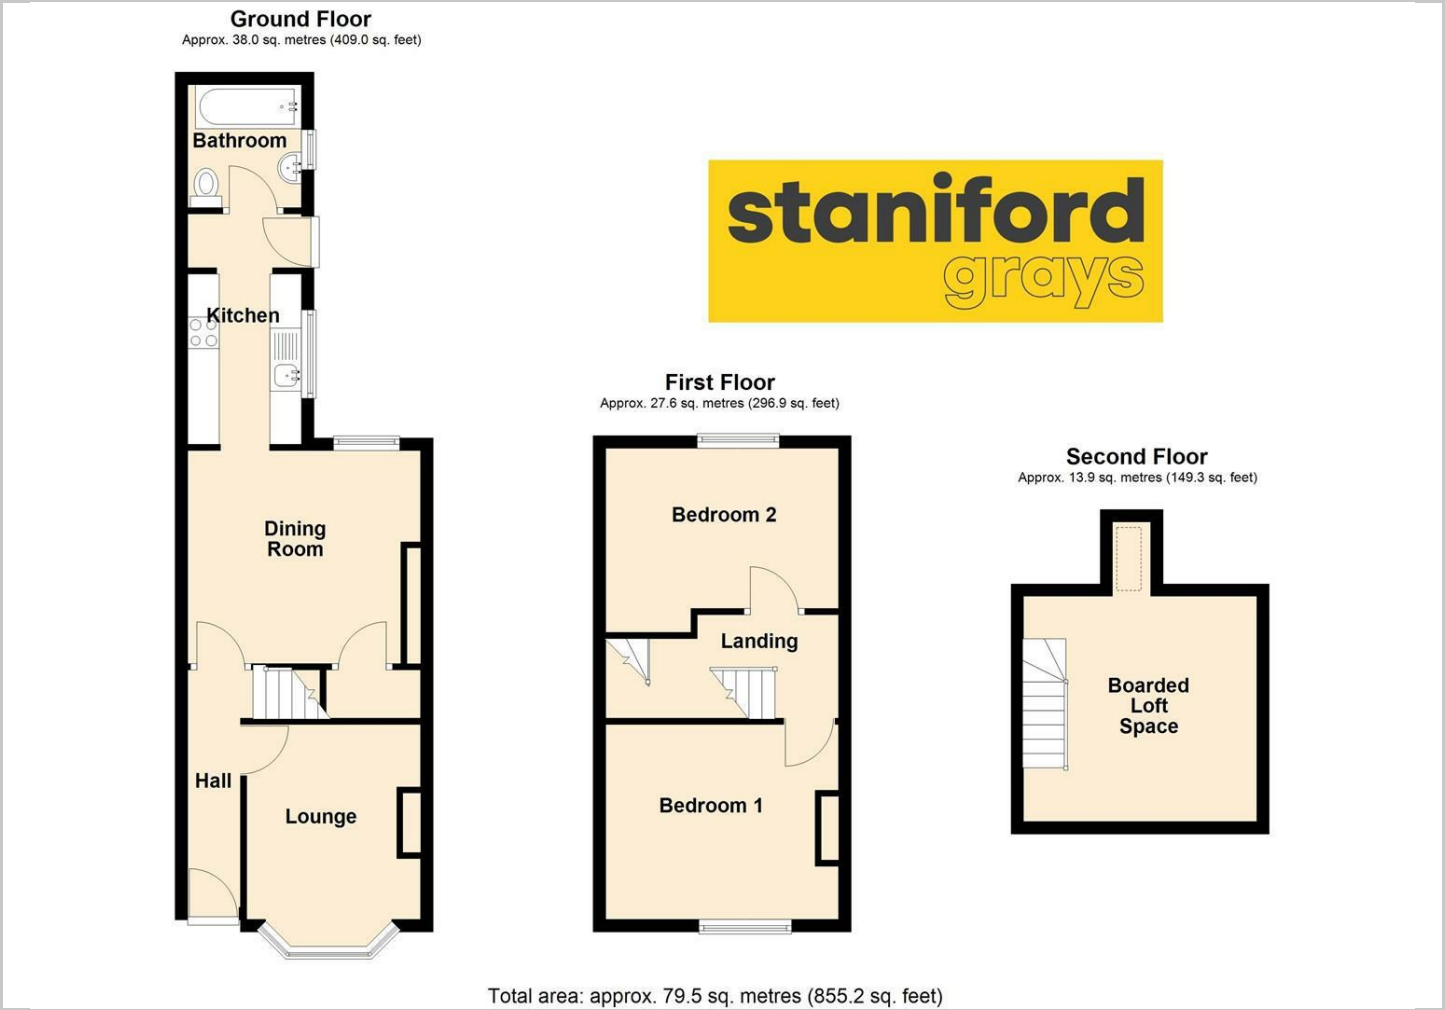 Ground Floor
Approx. 38.0 sq. metres (409.0 sq. feet)
Bathroom
Kitchen
Dining
Room
Hall
Lounge
staniford
grays
First Floor
Approx. 27.6 sq. metres (296.9 sq. feet)
Bedroom 2
Landing
Bedroom 1
Second Floor
Approx. 13.9 sq. metres (149.3 sq. feet)
Boarded
Loft
Space
Total area: approx. 79.5 sq. metres (855.2 sq. feet)